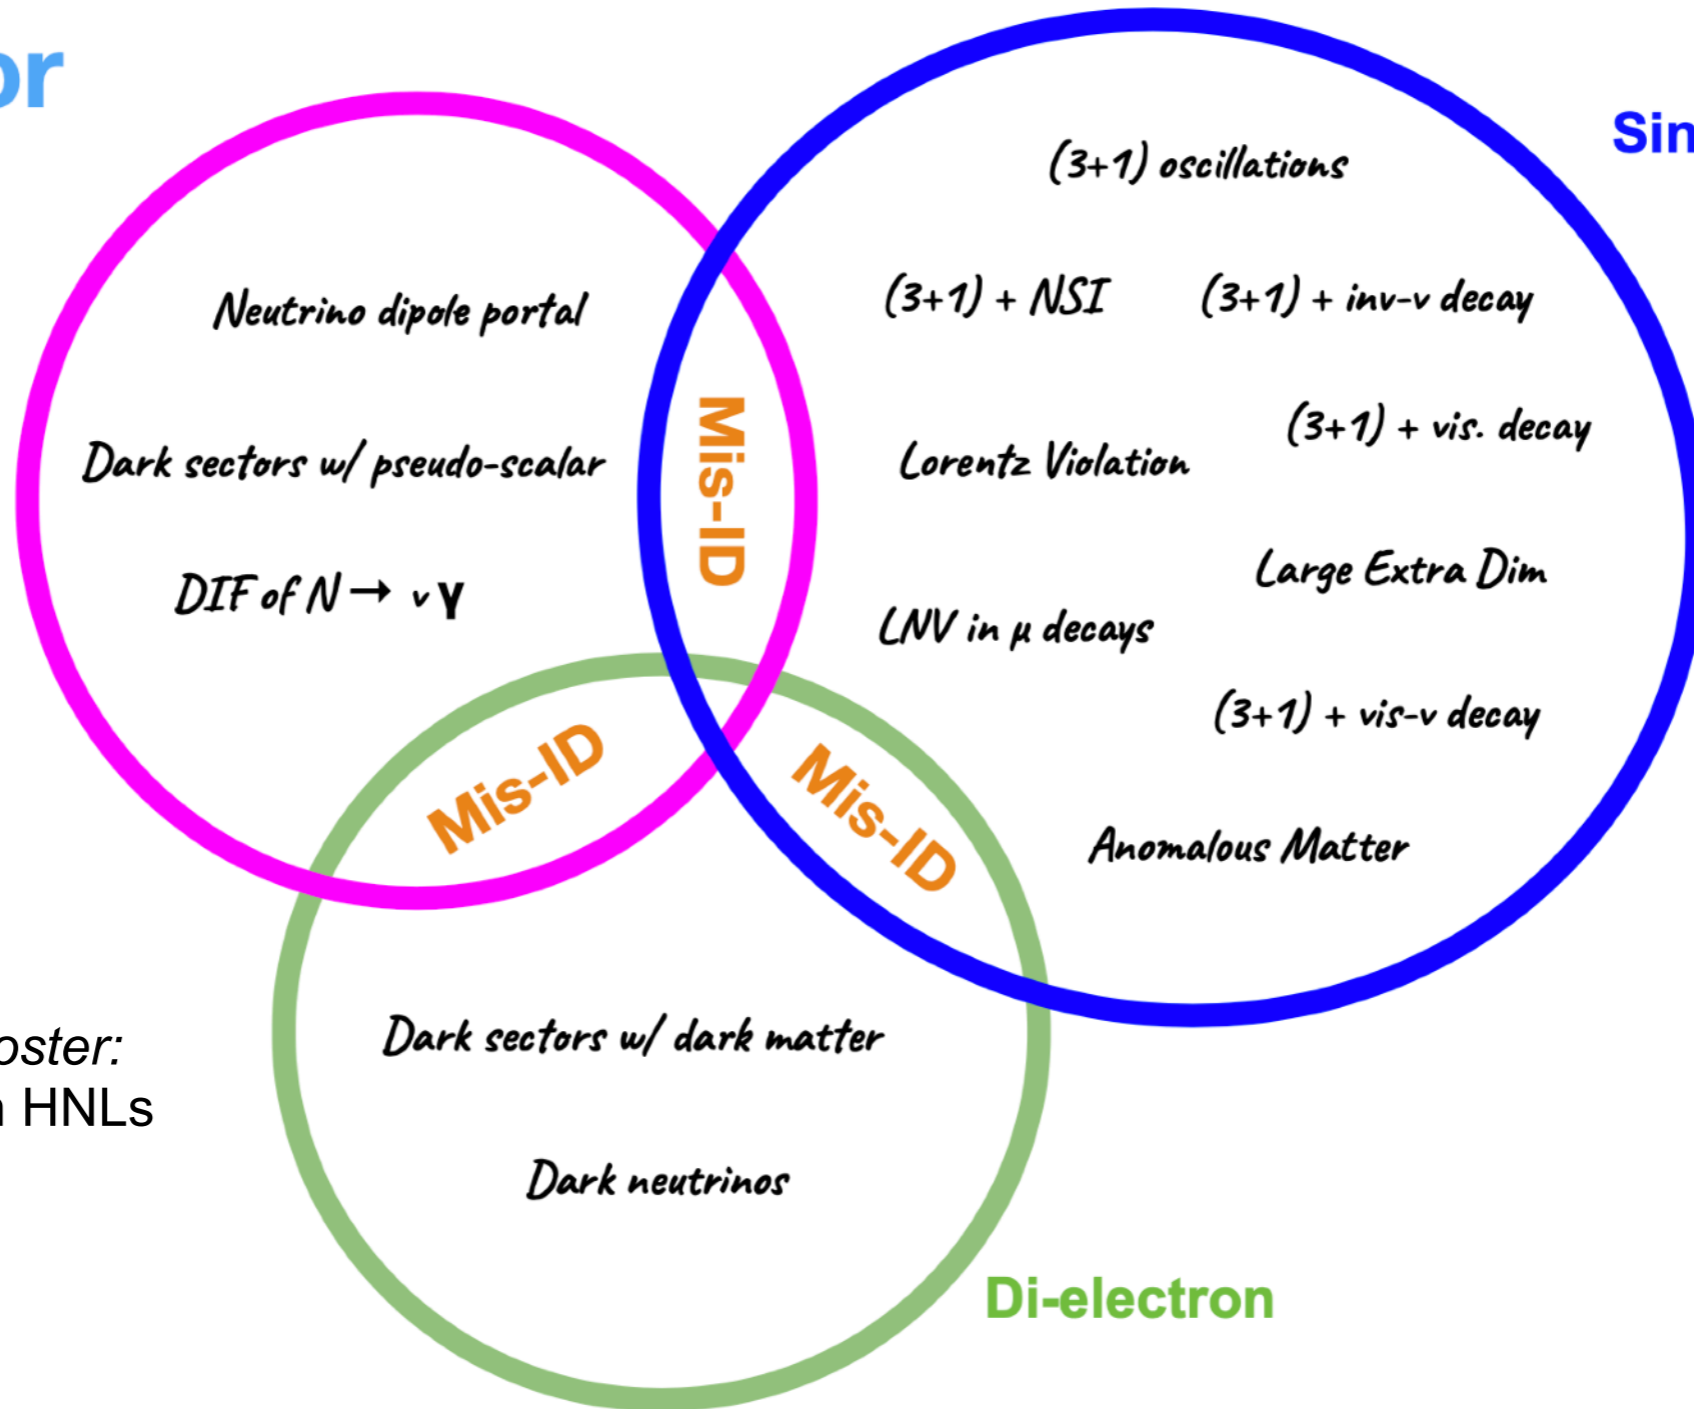 or
Sin
(3+1) oscillations
Neutrino dipole portal
(3+1) + NSI
(3+1) + inv-v decay
Mis-ID
(3+1) + vis. decay
Dark sectors w/ pseudo-scalar
Lorentz Violation
Large Extra Dim
DIF of N → ν γ
LNV in μ decays
(3+1) + vis-v decay
Mis-ID
Mis-ID
Anomalous Matter
oster:
Dark sectors w/ dark matter
HNLs
Dark neutrinos
Di-electron